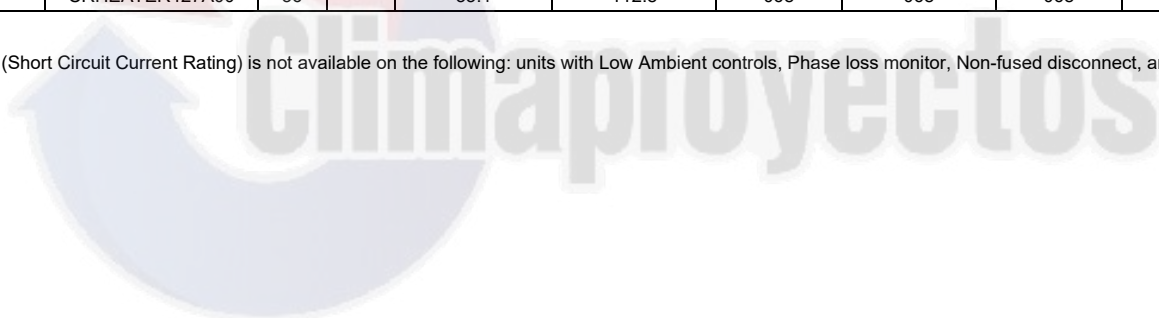 (Short Circuit Current Rating) is not available on the following: units with Low Ambient controls, Phase loss monitor, Non-fused disconnect,
Climaproyectos